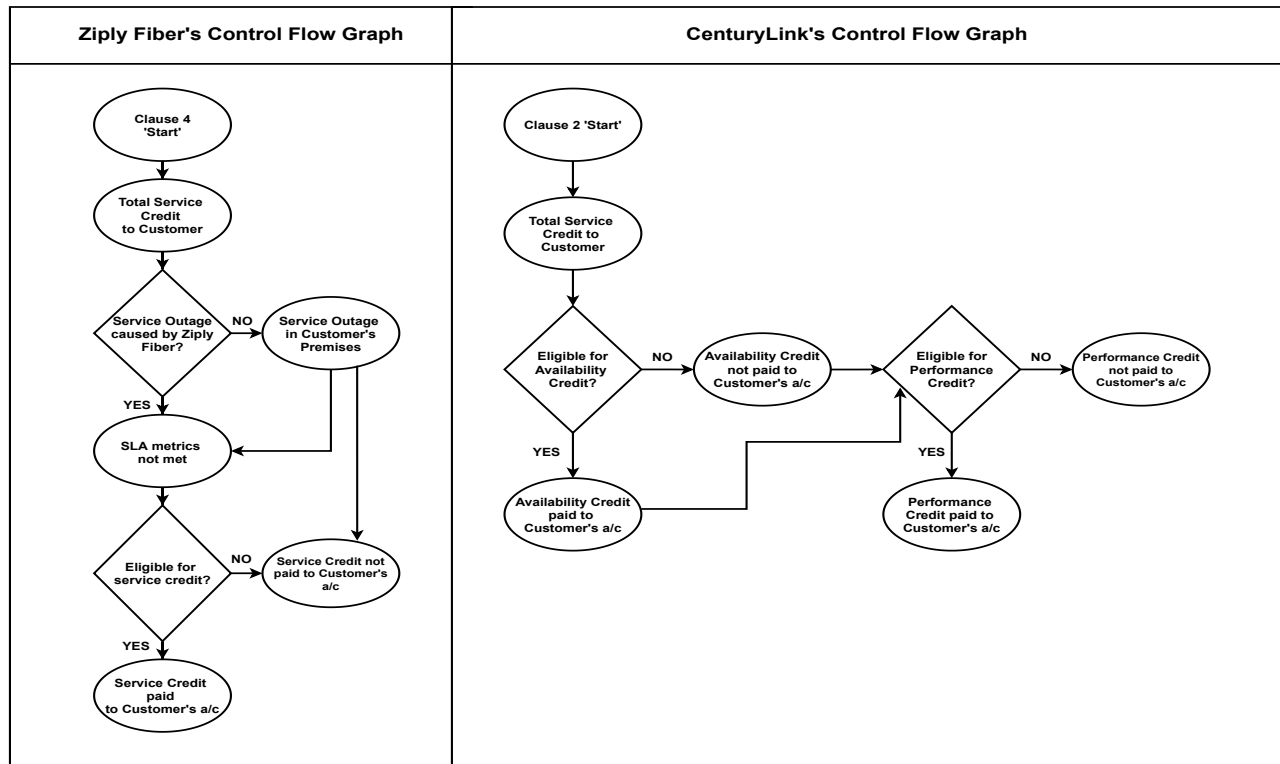 Ziply Fiber's Control Flow Graph
Clause 4
'Start'
Total Service
Credit
to Customer
Service Outage
caused by Ziply
Fiber?
NO
Service Outage
in Customer's
Premises
YES
SLA metrics
not met
Eligible for
service credit?
NO
Service Credit not
paid to Customer's
a/c
YES
Service Credit
paid
to Customer's a/c
CenturyLink's Control Flow Graph
Clause 2 'Start'
Total Service
Credit to
Customer
Eligible for
Availability
Credit?
NO
Availability Credit
not paid to
Customer's a/c
Eligible for
Performance
Credit?
NO
Performance Credit
not paid to
Customer's a/c
YES
Availability Credit
paid to
Customer's a/c
YES
Performance
Credit paid to
Customer's a/c